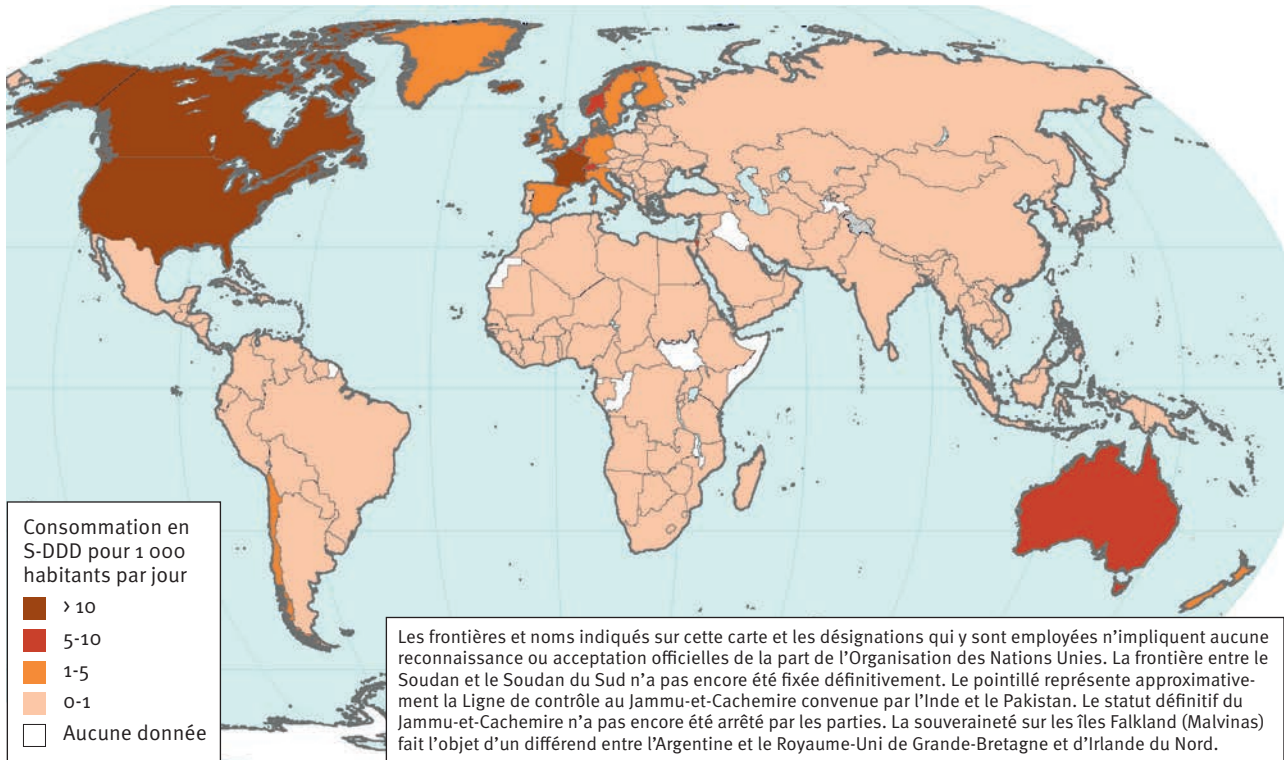 Consommation en
S-DDD pour 1 000
habitants par jour
> 10
5-10
1-5
0-1
Aucune donnée
Les frontières et noms indiqués sur cette carte et les désignations qui y sont employées n’impliquent aucune
reconnaissance ou acceptation officielles de la part de l’Organisation des Nations Unies. La frontière entre le
Soudan et le Soudan du Sud n’a pas encore été fixée définitivement. Le pointillé représente approximative-
ment la Ligne de contrôle au Jammu-et-Cachemire convenue par l’Inde et le Pakistan. Le statut définitif du
Jammu-et-Cachemire n’a pas encore été arrêté par les parties. La souveraineté sur les îles Falkland (Malvinas)
fait l’objet d’un différend entre l’Argentine et le Royaume-Uni de Grande-Bretagne et d’Irlande du Nord.